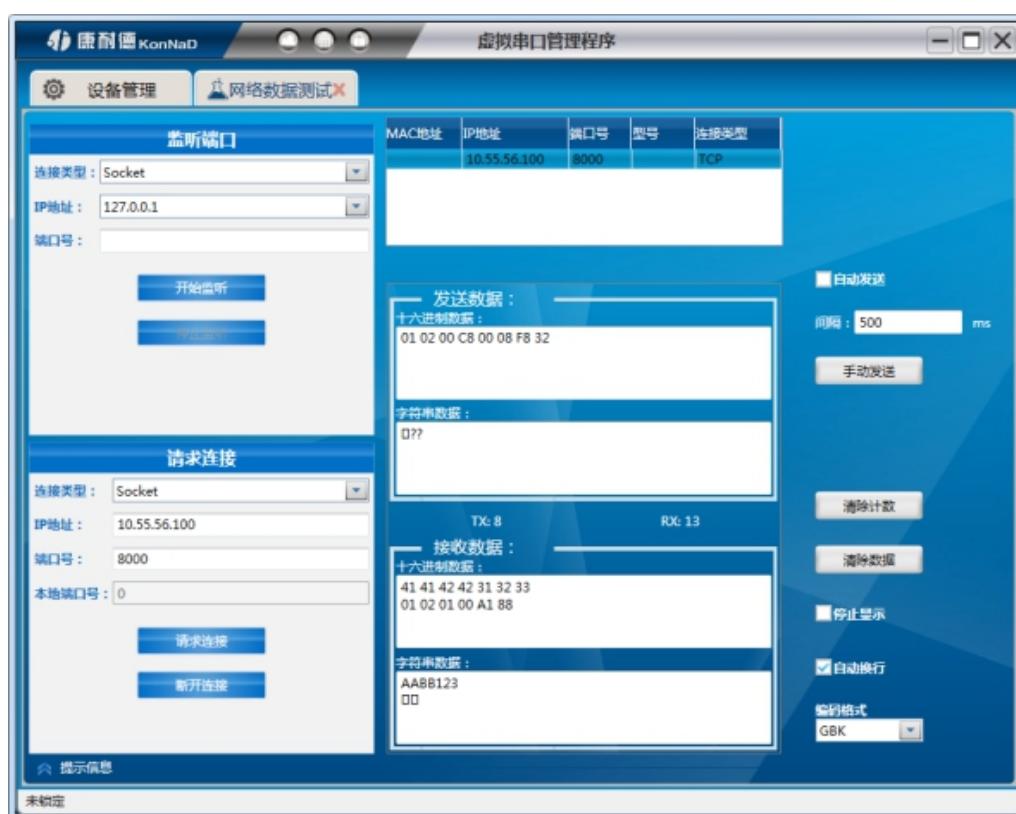 康耐德 KonNaD
虚拟串口管理程序
设备管理
网络数据测试
监听端口
连接类型：Socket
IP地址：127.0.0.1
端口号：
开始监听
MAC地址 IP地址 端口号 型号 连接类型
10.55.56.100 8000 TCP
发送数据：
十六进制数据：
01 02 00 C8 00 08 F8 32
字符串数据：
□??
TX: 8 RX: 13
接收数据：
十六进制数据：
41 41 42 42 31 32 33
01 02 01 00 A1 88
字符串数据：
AABB123
□□
自动发送
间隔：500 ms
手动发送
清除计数
清除数据
停止显示
自动换行
编码格式
GBK
请求连接
连接类型：Socket
IP地址：10.55.56.100
端口号：8000
本地端口号：0
请求连接
断开连接
提示信息
未锁定